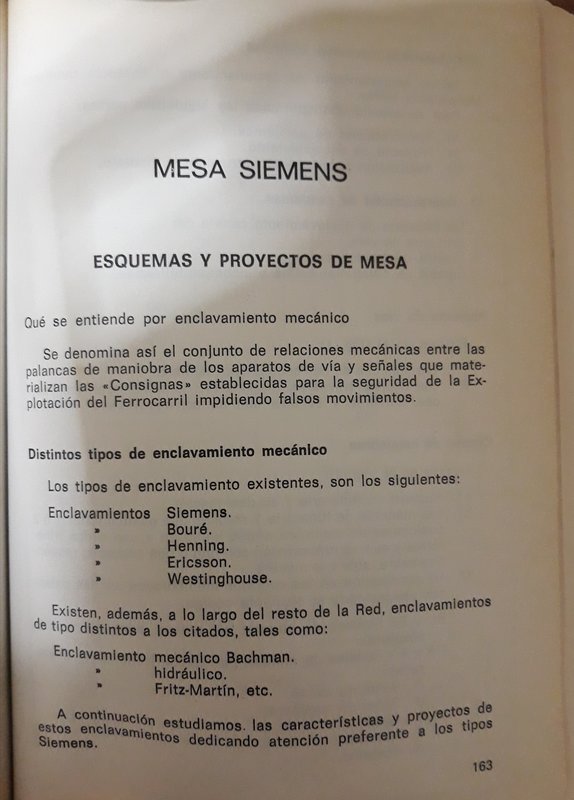 MESA SIEMENS
ESQUEMAS Y PROYECTOS DE MESA
Qué se entiende por enclavamiento mecánico
Se denomina así el conjunto de relaciones mecánicas entre las
palancas de maniobra de los aparatos de vía y señales que mate-
rializan las «Consignas» establecidas para la seguridad de la Ex-
plotación del Ferrocarril impidiendo falsos movimientos.
Distintos tipos de enclavamiento mecánico
Los tipos de enclavamiento existentes, son los siguientes:
Enclavamientos Siemens.
» Bouré.
» Henning.
» Ericsson.
» Westinghouse.
Existen, además, a lo largo del resto de la Red, enclavamientos
de tipo distintos a los citados, tales como:
Enclavamiento mecánico Bachman.
» hidráulico.
» Fritz-Martín, etc.
A continuación estudiamos. las características y proyectos de
estos enclavamientos dedicando atención preferente a los tipos
Siemens.
163